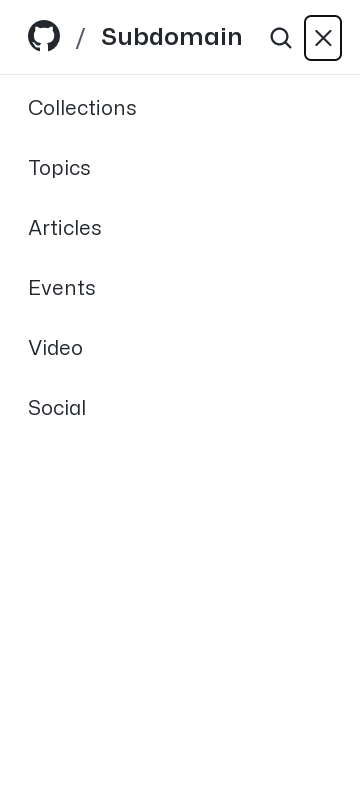 / Subdomain
Collections
Topics
Articles
Events
Video
Social